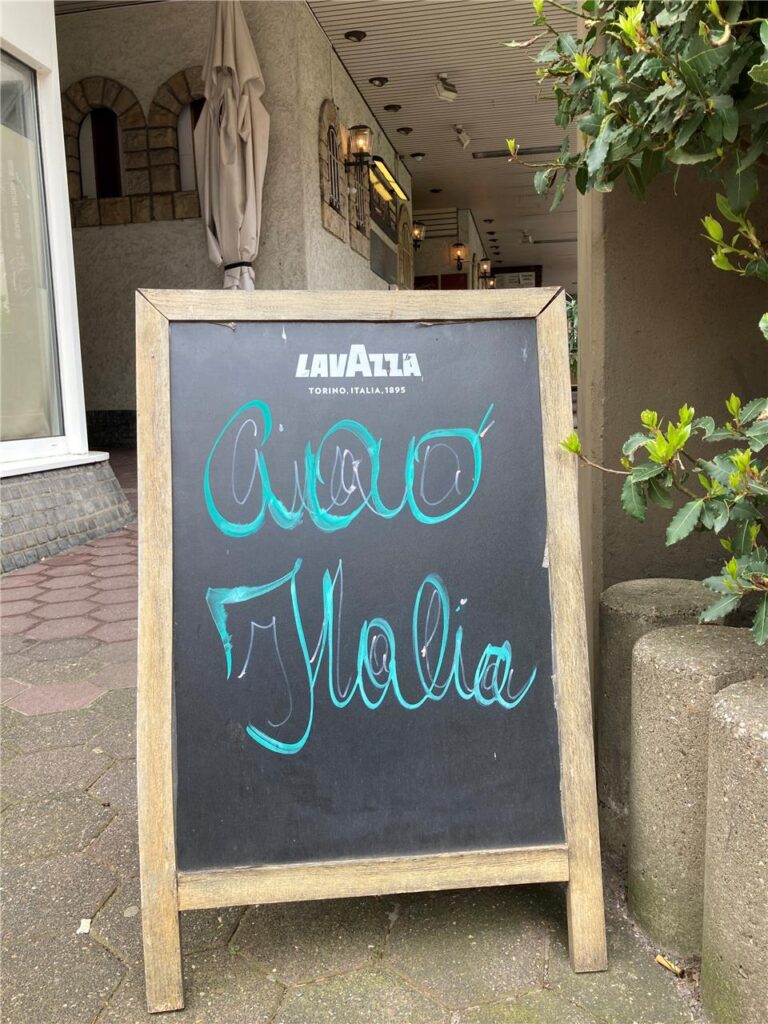 LAVAZZA
TORINO, ITALIA, 1895
Ciao
Italia